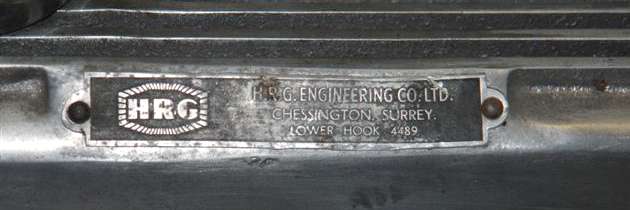 HRG
H.R.G. ENGINEERING CO. LTD.
CHESSINGTON, SURREY.
LOWER HOOK 4489